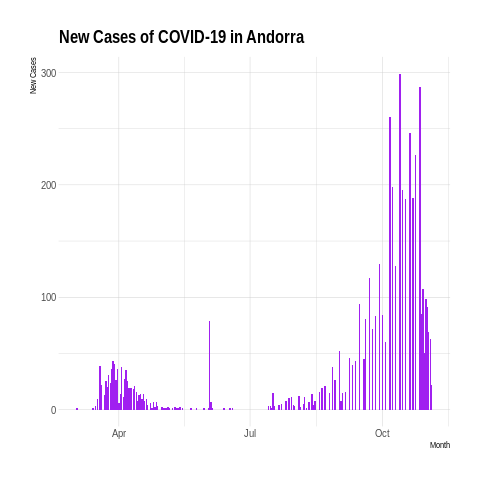 New Cases of COVID-19 in Andorra
New Cases
300
200
100
0
Apr
Jul
Oct
Month